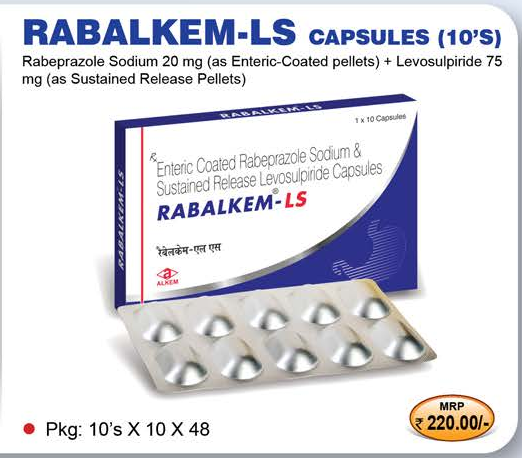 RABALKEM-LS CAPSULES (10'S)
Rabeprazole Sodium 20 mg (as Enteric-Coated pellets) + Levosulpiride 75
mg (as Sustained Release Pellets)
RABALKEM-LS
1 x 10 Capsules
RABALKEM-LS
Rx Enteric Coated Rabeprazole Sodium &
Sustained Release Levosulpiride Capsules
RABALKEM®-LS
रेबेलकेम-एल एस
a
ALKEM
Pkg: 10's X 10 X 48
MRP
₹ 220.00/-